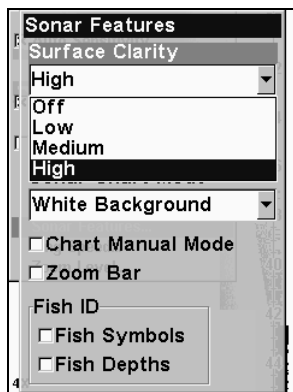 Sonar Features
Surface Clarity
High
Off
Low
Medium
High
White Background
Chart Manual Mode
Zoom Bar
Fish ID
Fish Symbols
Fish Depths